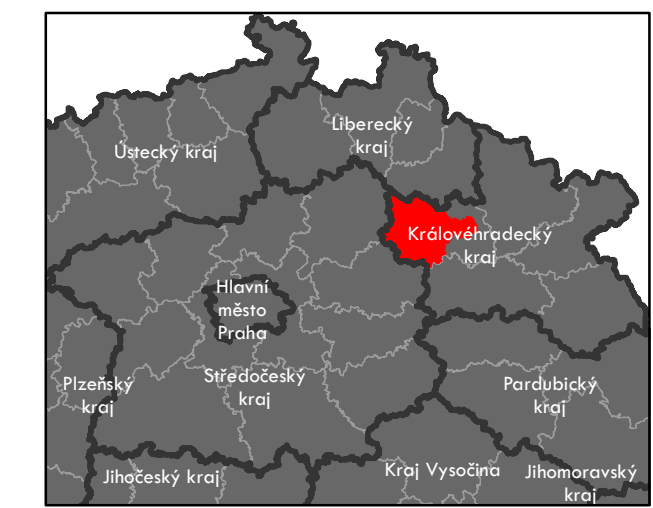 Liberecký
kraj
Ústecký kraj
Královéhradecký
kraj
Hlavní
město
Praha
Středočeský
kraj
Plzeňský
kraj
Pardubický
kraj
Jihočeský kraj
Kraj Vysočina
Jihomoravský
kraj